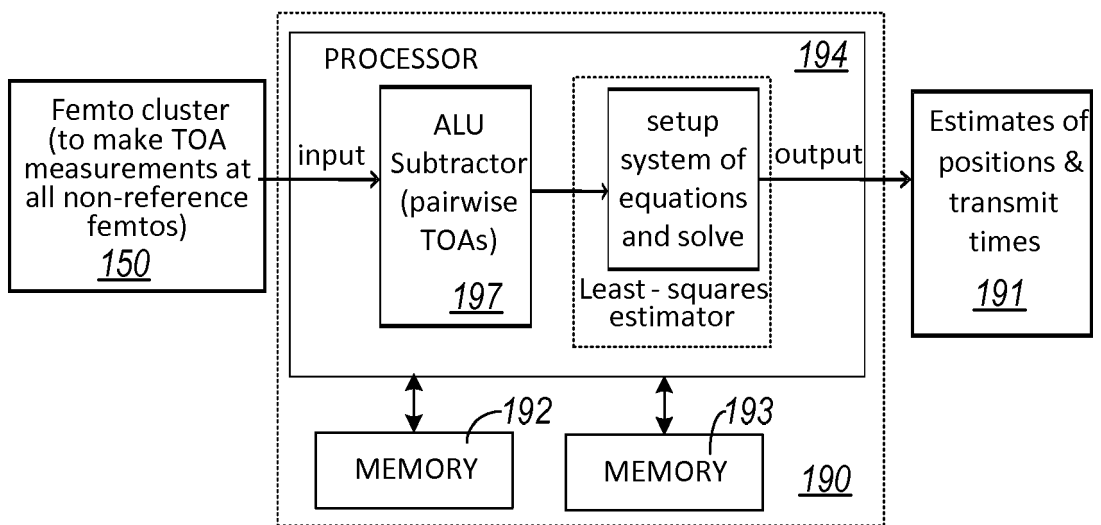 PROCESSOR
194
Femto cluster
(to make TOA
measurements at
all non-reference
femtos)
150
input
ALU
Subtractor
(pairwise
TOAs)
197
setup
system of
equations
and solve
Least - squares
estimator
output
Estimates of
positions &
transmit
times
191
MEMORY
192
MEMORY
193
190